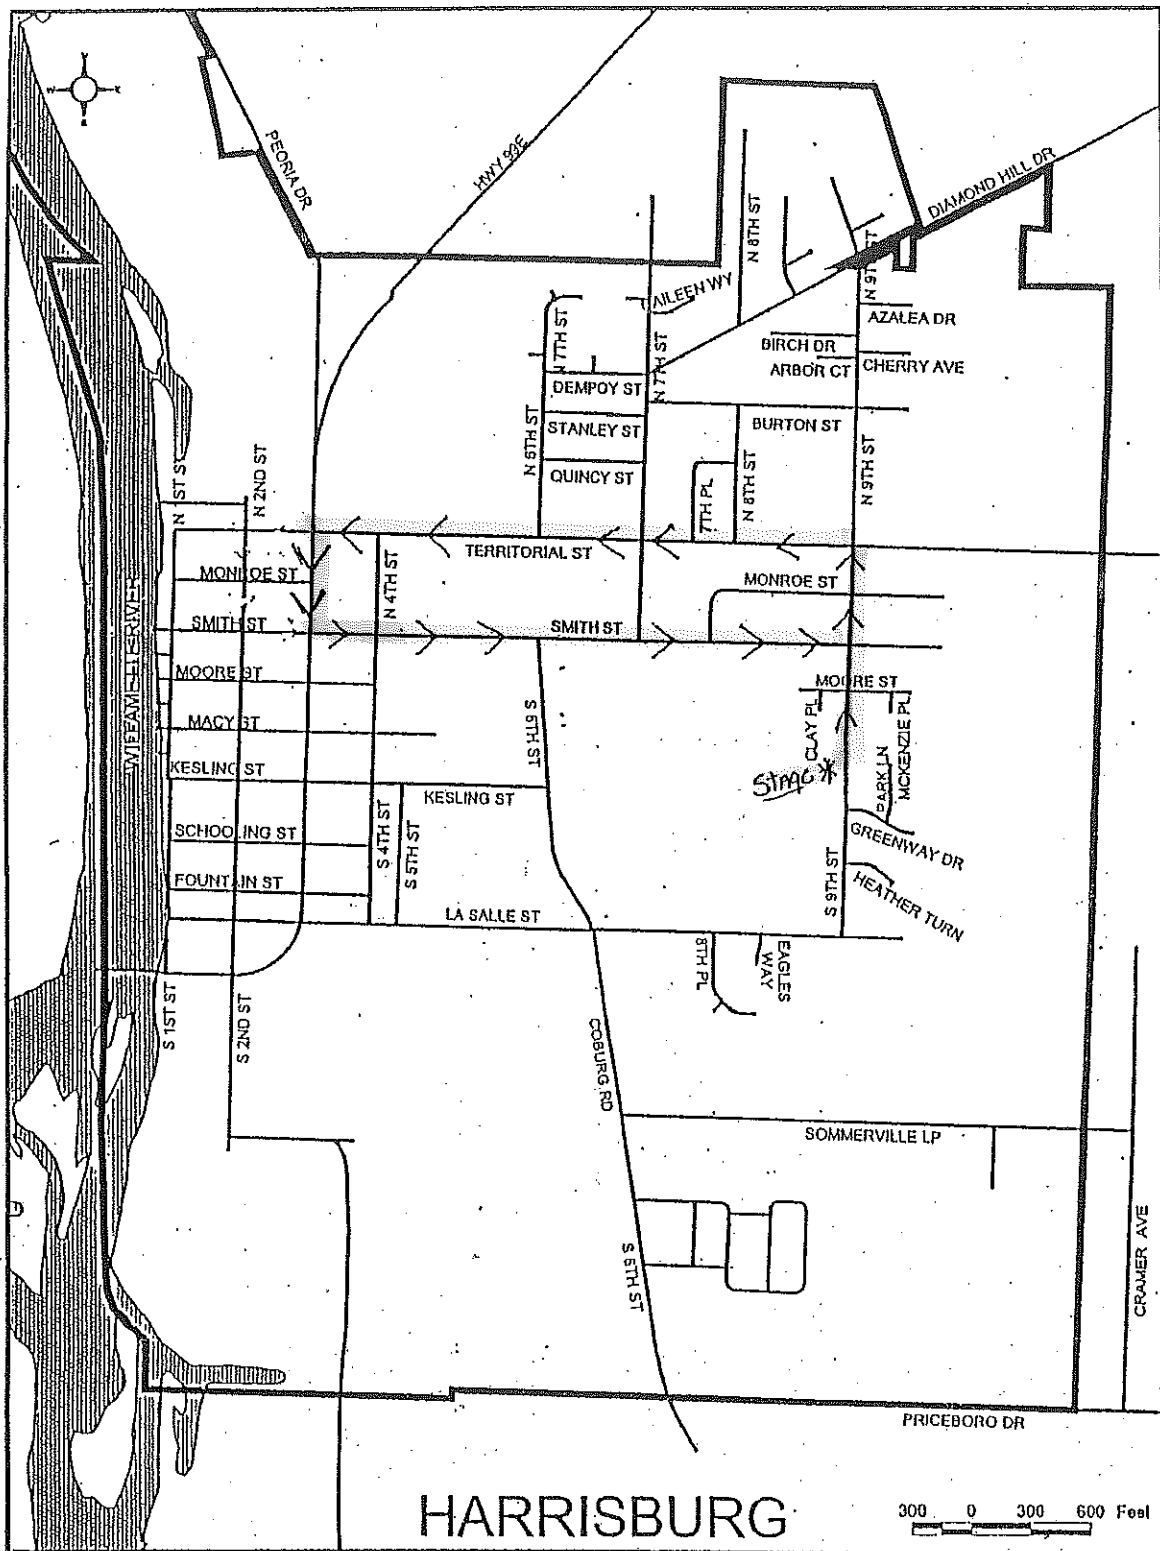 PEORIA DR
HWY 99E
N 8TH ST
DIAMOND HILL DR
N 9TH ST
AILEEN WY
AZALEA DR
N 7TH ST
N 7TH ST
BIRCH DR
ARBOR CT
CHERRY AVE
DEMPOY ST
STANLEY ST
BURTON ST
N 6TH ST
QUINCY ST
7TH PL
N 8TH ST
N 9TH ST
N 1ST ST
N 2ND ST
TERRITORIAL ST
MONROE ST
N 4TH ST
MONROE ST
SMITH ST
SMITH ST
MOORE ST
MOORE ST
MACY ST
S 6TH ST
CLAY PL
MCKENZIE PL
PARK LN
Stage
KESLING ST
KESLING ST
SCHOOLING ST
S 4TH ST
S 5TH ST
GREENWAY DR
FOUNTAIN ST
S 9TH ST
HEATHER TURN
LA SALLE ST
8TH PL
EAGLES
WAY
S 1ST ST
S 2ND ST
COBURG RD
SOMMERVILLE LP
S 6TH ST
CRAMER AVE
PRICEBORO DR
HARRISBURG
300 0 300 600 Feet